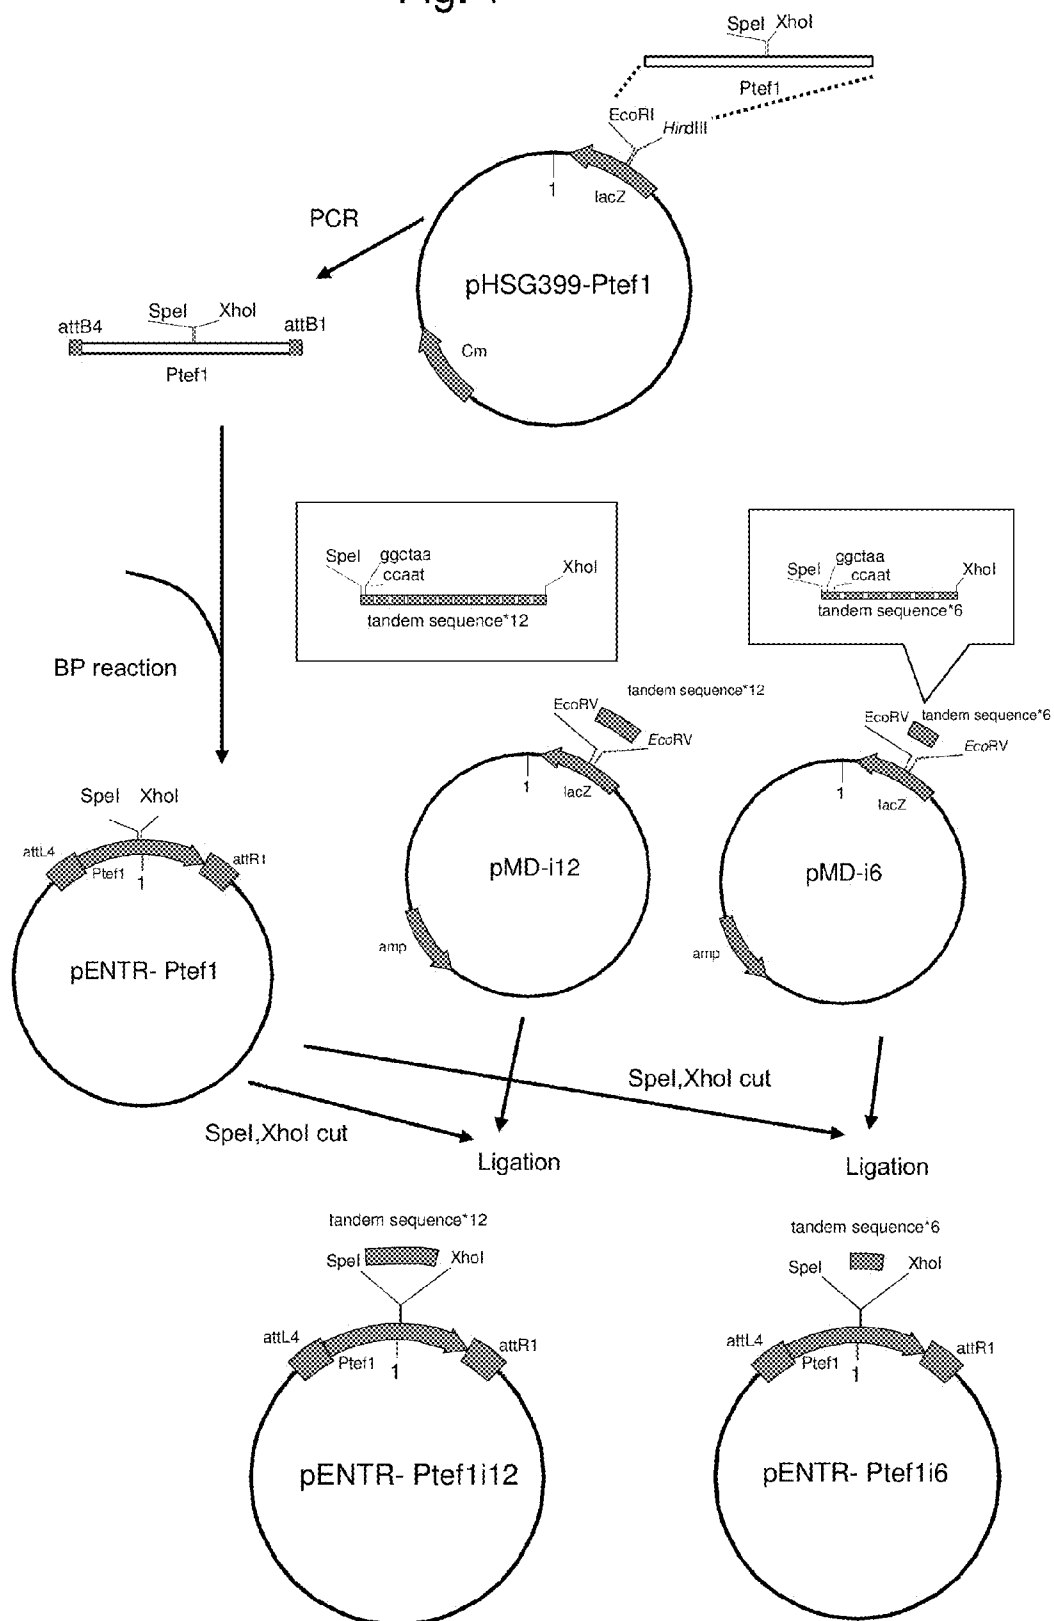 SpeI XhoI
Ptef1
EcoRI
HindIII
1
lacZ
PCR
pHSG399-Ptef1
Cm
SpeI XhoI
attB4
attB1
Ptef1
SpeI
ggctaa
ccaat
XhoI
tandem sequence*12
SpeI
ggctaa
ccaat
XhoI
tandem sequence*6
BP reaction
tandem sequence*12
EcoRV
EcoRV
1
lacZ
pMD-i12
amp
EcoRV
tandem sequence*6
EcoRV
1
lacZ
pMD-i6
amp
SpeI XhoI
attL4
Ptef1
1
attR1
pENTR- Ptef1
SpeI,XhoI cut
SpeI,XhoI cut
Ligation
Ligation
tandem sequence*12
SpeI
XhoI
attL4
Ptef1
1
attR1
pENTR- Ptef1i12
tandem sequence*6
SpeI
XhoI
attL4
Ptef1
1
attR1
pENTR- Ptef1i6